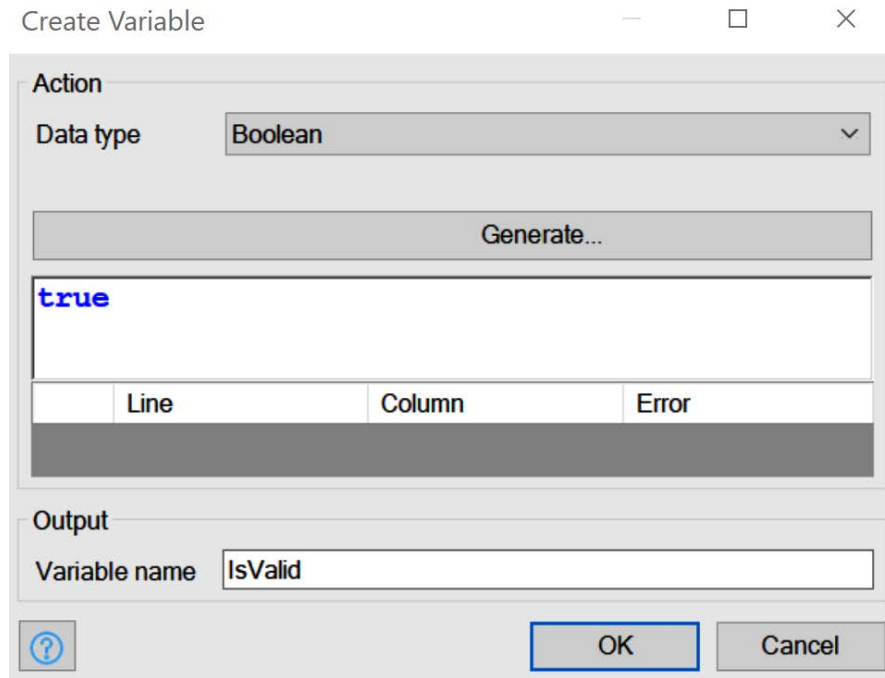 Create Variable
Action
Data type Boolean
Generate...
true
Line Column Error
Output
Variable name IsValid
? OK Cancel